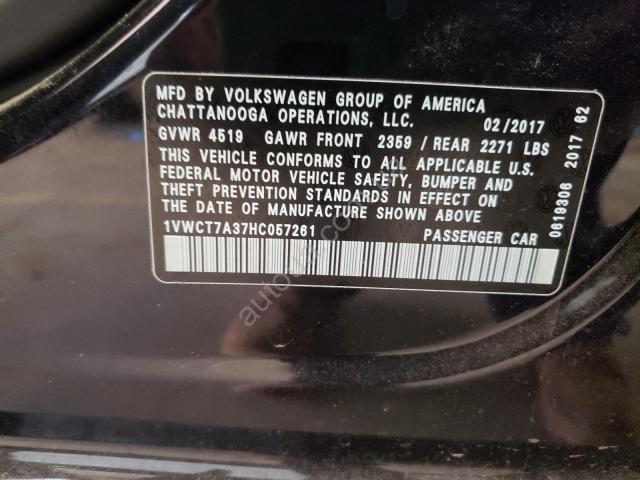 MFD BY VOLKSWAGEN GROUP OF AMERICA
CHATTANOOGA OPERATIONS, LLC. 02/2017
GVWR 4519 GAWR FRONT 2359 / REAR 2271 LBS
THIS VEHICLE CONFORMS TO ALL APPLICABLE U.S.
FEDERAL MOTOR VEHICLE SAFETY, BUMPER AND
THEFT PREVENTION STANDARDS IN EFFECT ON
THE DATE OF MANUFACTURE SHOWN ABOVE
1VWCT7A37HC057261 PASSENGER CAR
0619306 2017 62